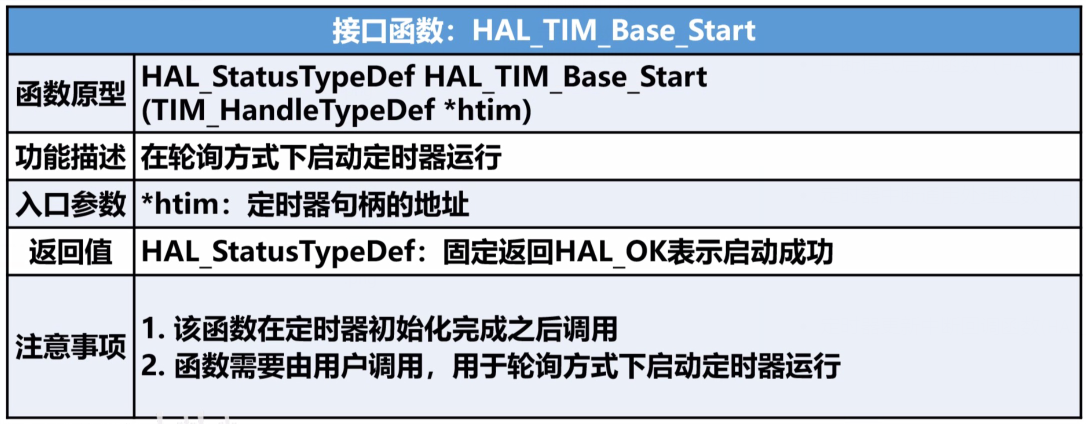 接口函数：HAL_TIM_Base_Start
函数原型
HAL_StatusTypeDef HAL_TIM_Base_Start
(TIM_HandleTypeDef *htim)
功能描述
在轮询方式下启动定时器运行
入口参数
*htim：定时器句柄的地址
返回值
HAL_StatusTypeDef：固定返回HAL_OK表示启动成功
注意事项
1. 该函数在定时器初始化完成之后调用
2. 函数需要由用户调用，用于轮询方式下启动定时器运行